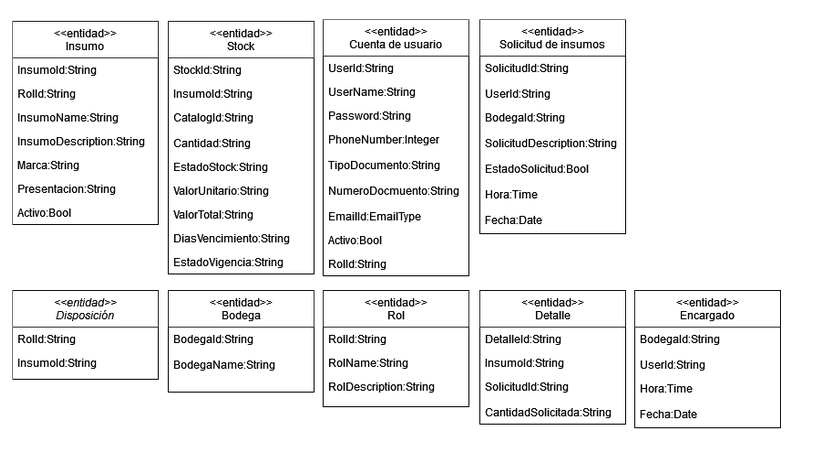 <<entidad>>
Insumo
InsumoId:String
RolId:String
InsumoName:String
InsumoDescription:String
Marca:String
Presentacion:String
Activo:Bool
<<entidad>>
Stock
StockId:String
InsumoId:String
CatalogId:String
Cantidad:String
EstadoStock:String
ValorUnitario:String
ValorTotal:String
DiasVencimiento:String
EstadoVigencia:String
<<entidad>>
Cuenta de usuario
UserId:String
UserName:String
Password:String
PhoneNumber:Integer
TipoDocumento:String
NumeroDocmuento:String
EmailId:EmailType
Activo:Bool
RolId:String
<<entidad>>
Solicitud de insumos
SolicitudId:String
UserId:String
BodegaId:String
SolicitudDescription:String
EstadoSolicitud:Bool
Hora:Time
Fecha:Date
<<entidad>>
Disposición
RolId:String
InsumoId:String
<<entidad>>
Bodega
BodegaId:String
BodegaName:String
<<entidad>>
Rol
RolId:String
RolName:String
RolDescription:String
<<entidad>>
Detalle
DetalleId:String
InsumoId:String
SolicitudId:String
CantidadSolicitada:String
<<entidad>>
Encargado
BodegaId:String
UserId:String
Hora:Time
Fecha:Date